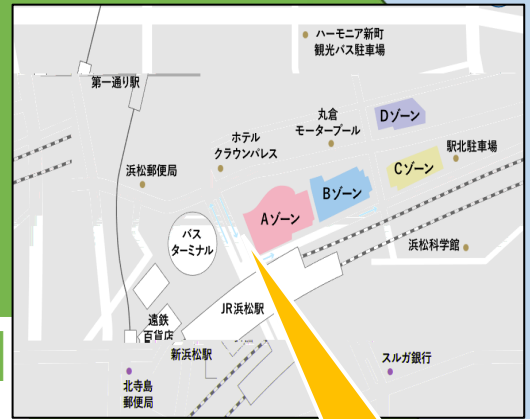 ハーモニア新町
観光バス駐車場
第一通り駅
Dゾーン
丸倉
モータープール
ホテル
クラウンパレス
駅北駐車場
Cゾーン
浜松郵便局
Bゾーン
Aゾーン
バス
ターミナル
浜松科学館
JR浜松駅
遠鉄
百貨店
新浜松駅
スルガ銀行
北寺島
郵便局